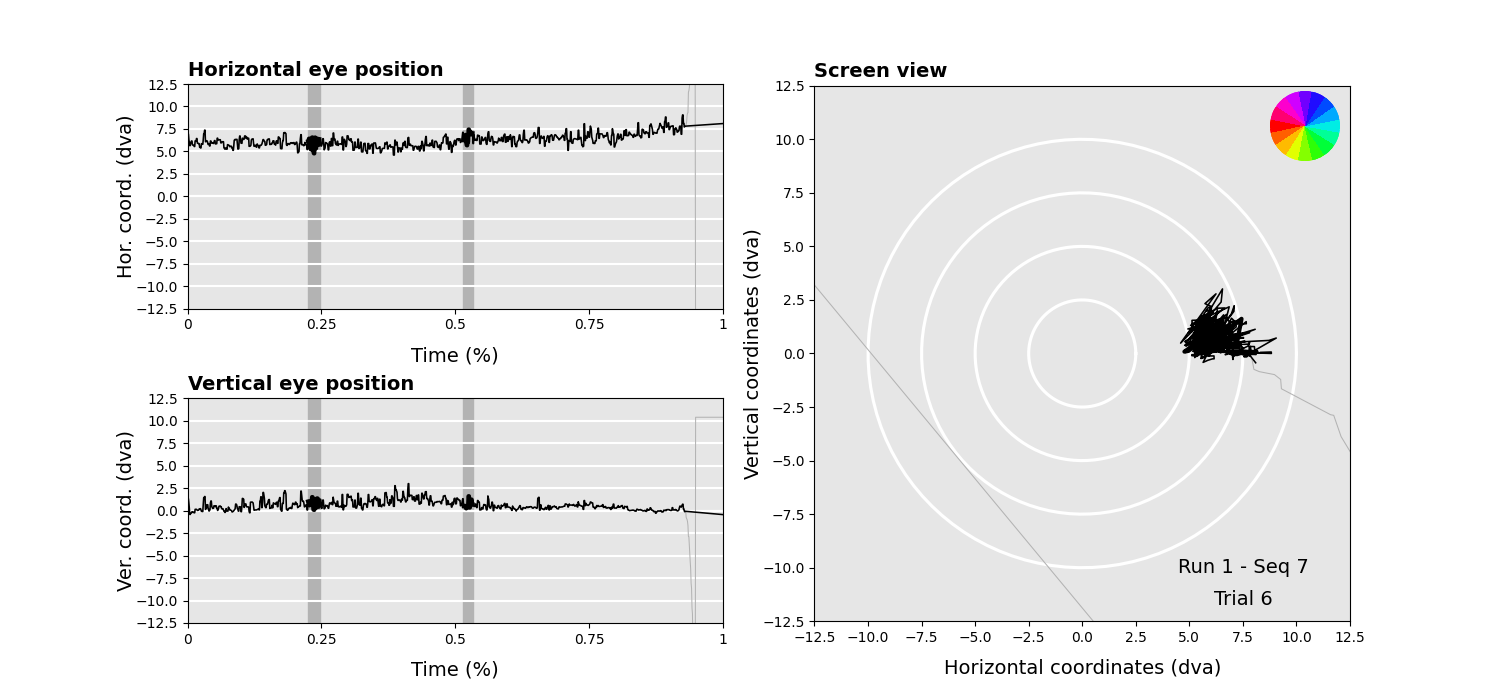 Horizontal eye position
Hor. coord. (dva)
12.5
10.0
7.5
5.0
2.5
0.0
−2.5
−5.0
−7.5
−10.0
−12.5
0 0.25 0.5 0.75 1
Time (%)
Vertical eye position
Ver. coord. (dva)
12.5
10.0
7.5
5.0
2.5
0.0
−2.5
−5.0
−7.5
−10.0
−12.5
0 0.25 0.5 0.75 1
Time (%)
Screen view
Vertical coordinates (dva)
12.5
10.0
7.5
5.0
2.5
0.0
−2.5
−5.0
−7.5
−10.0
−12.5
Run 1 - Seq 7
Trial 6
−12.5 −10.0 −7.5 −5.0 −2.5 0.0 2.5 5.0 7.5 10.0 12.5
Horizontal coordinates (dva)